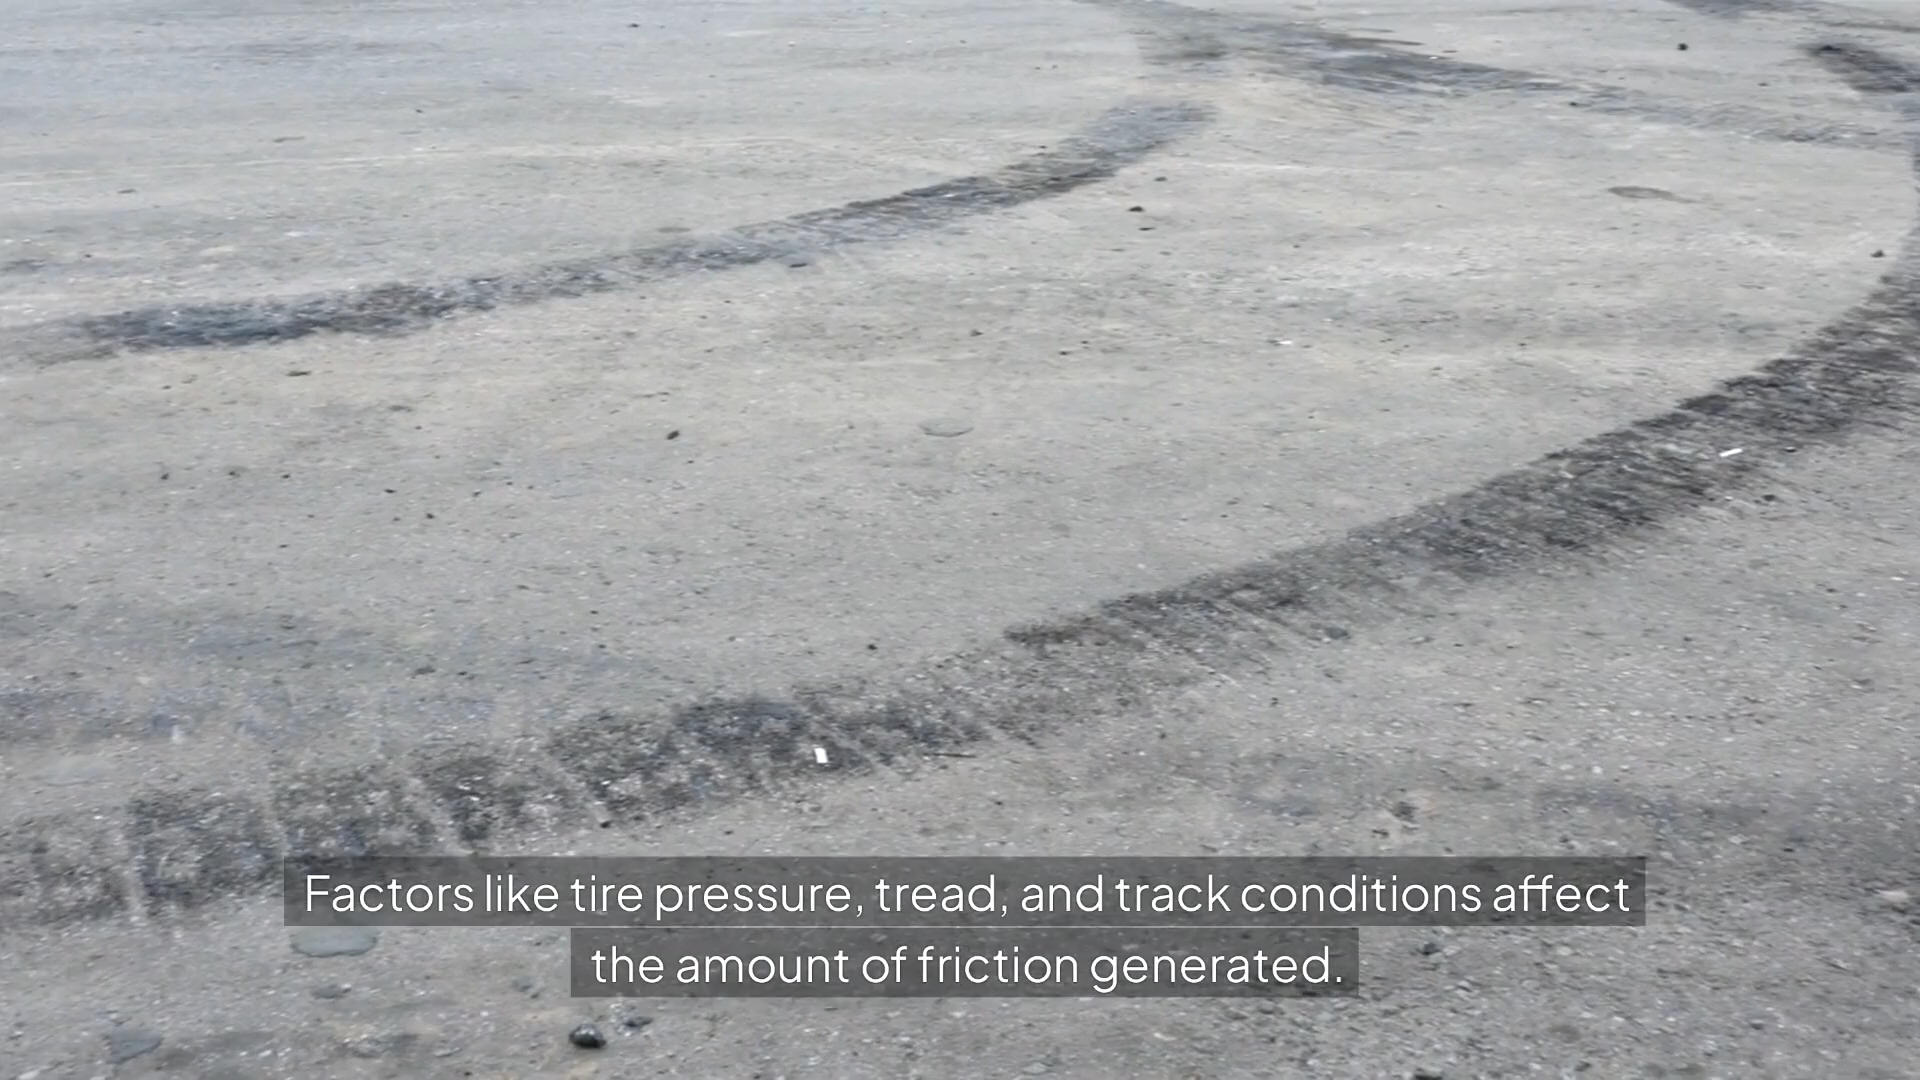 Factors like tire pressure, tread, and track conditions affect
the amount of friction generated.